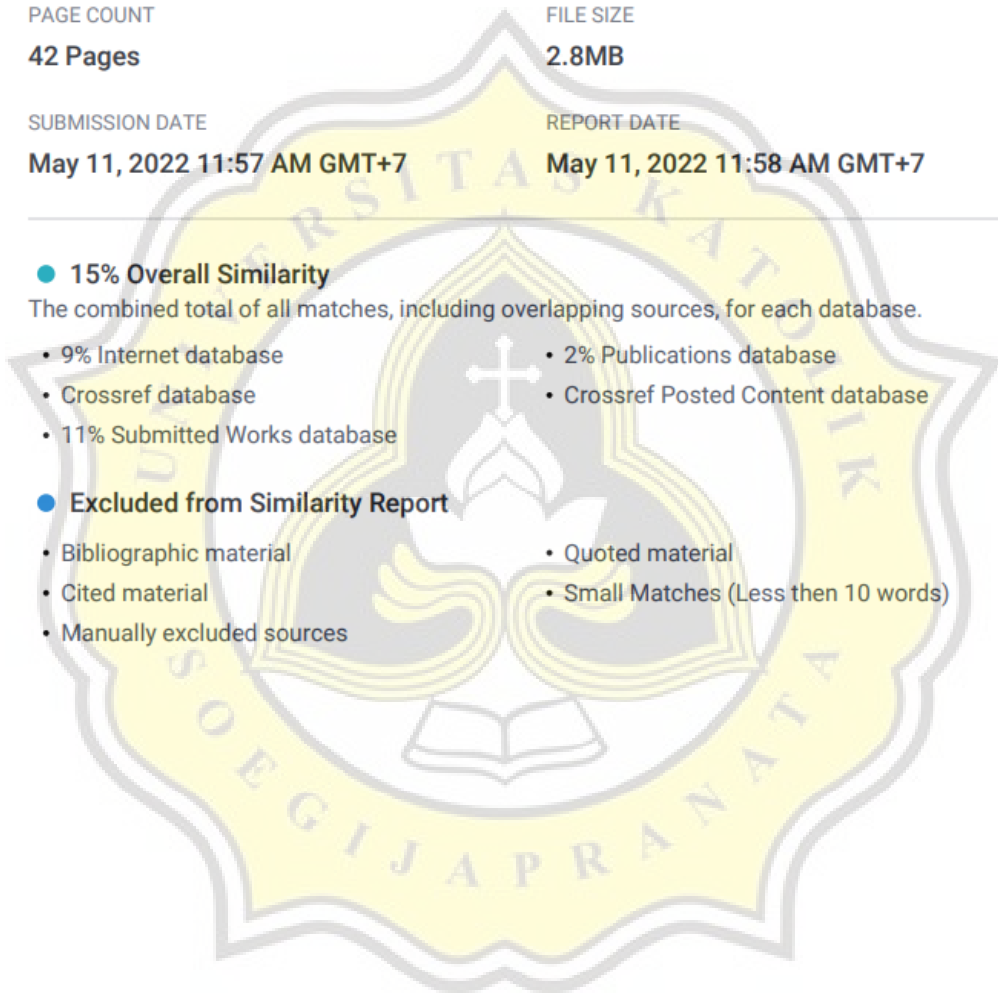 PAGE COUNT
42 Pages
FILE SIZE
2.8MB
SUBMISSION DATE
May 11, 2022 11:57 AM GMT+7
REPORT DATE
May 11, 2022 11:58 AM GMT+7
● 15% Overall Similarity
The combined total of all matches, including overlapping sources, for each database.
• 9% Internet database
• 2% Publications database
• Crossref database
• Crossref Posted Content database
• 11% Submitted Works database
● Excluded from Similarity Report
• Bibliographic material
• Quoted material
• Cited material
• Small Matches (Less then 10 words)
• Manually excluded sources
UNIVERSITAS KATOLIK
SOEGIJAPRANATA